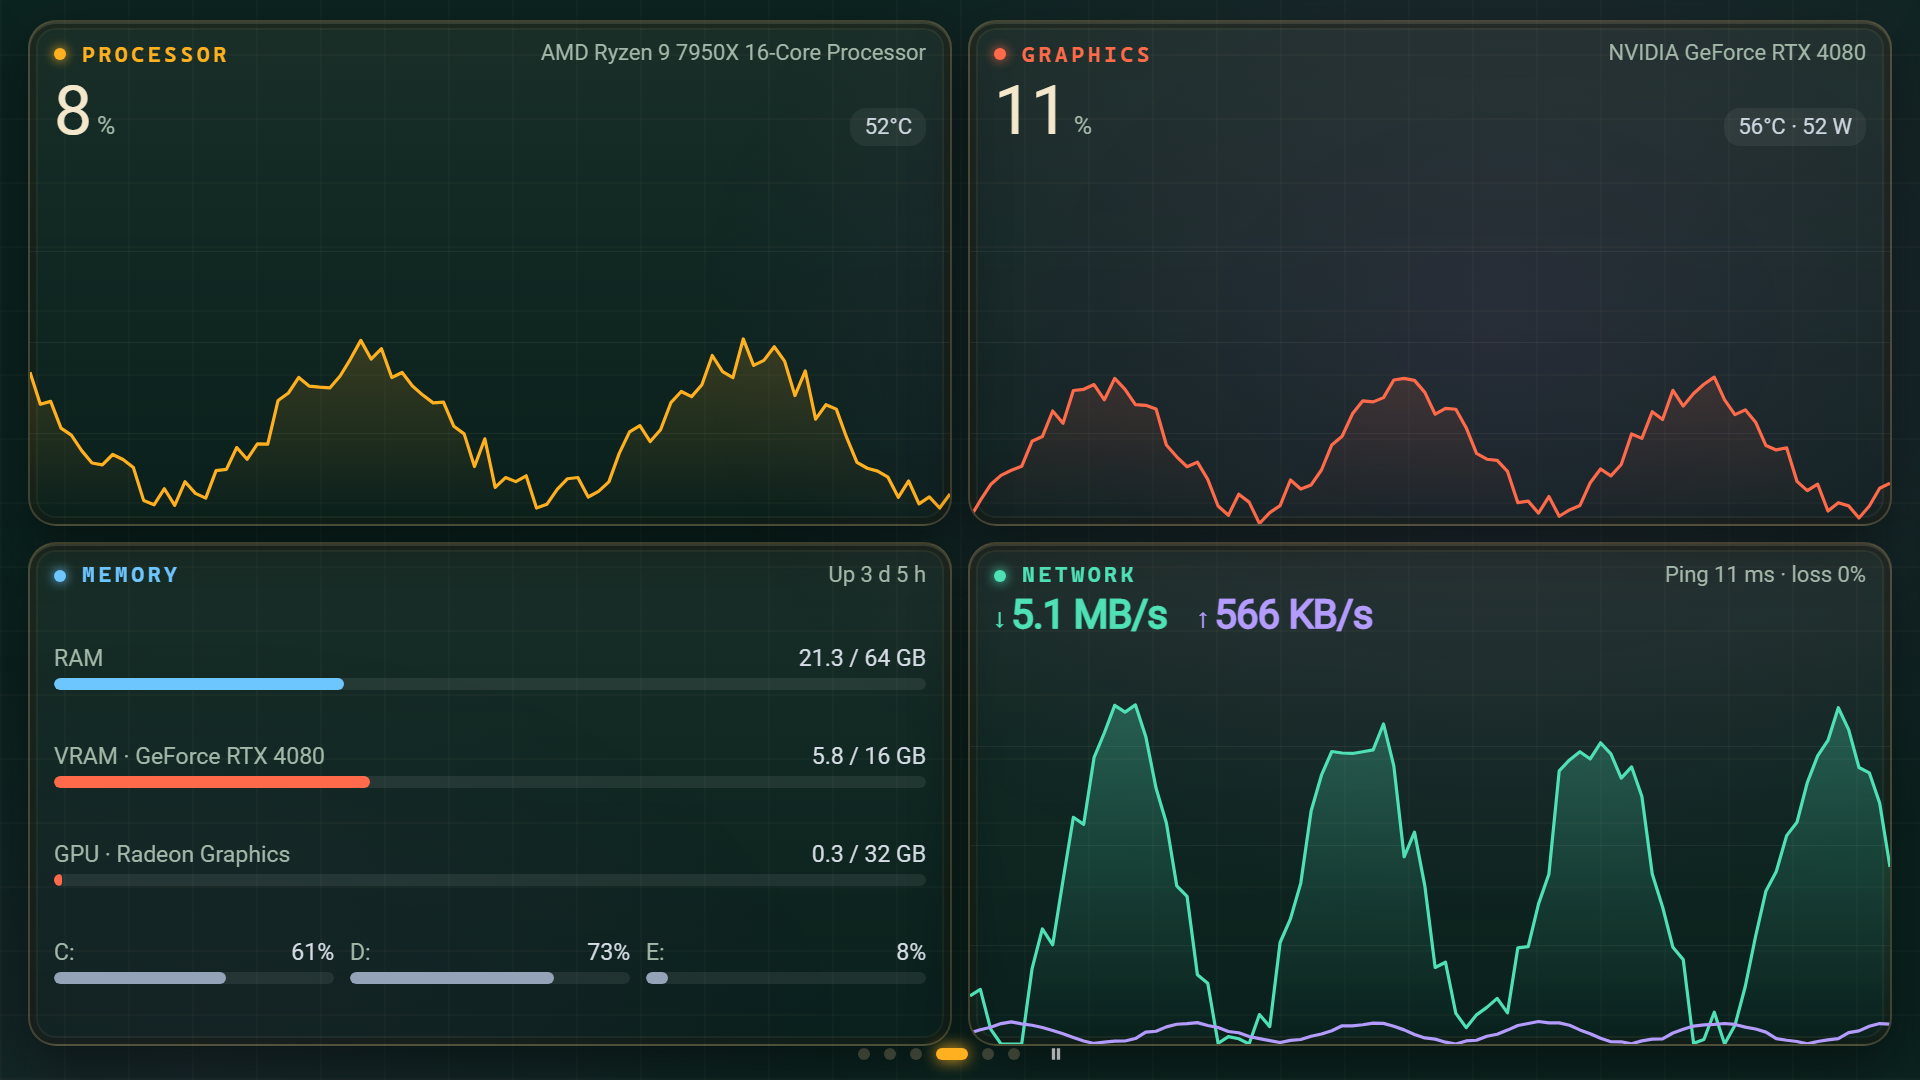 PROCESSOR
AMD Ryzen 9 7950X 16-Core Processor
8 %
52°C
GRAPHICS
NVIDIA GeForce RTX 4080
11 %
56°C · 52 W
MEMORY
Up 3 d 5 h
RAM
21.3 / 64 GB
VRAM · GeForce RTX 4080
5.8 / 16 GB
GPU · Radeon Graphics
0.3 / 32 GB
C: 61%
D: 73%
E: 8%
NETWORK
Ping 11 ms · loss 0%
↓ 5.1 MB/s ↑ 566 KB/s